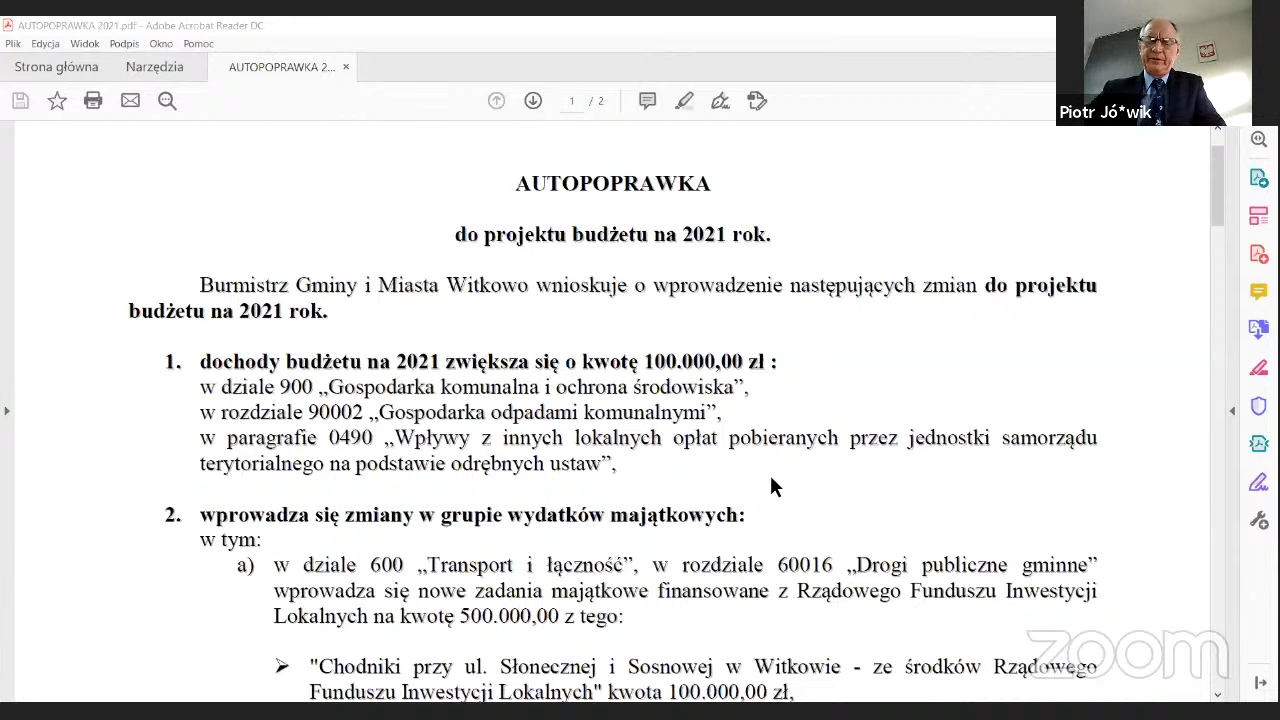 AUTOPOPRAWKA 2021.pdf - Adobe Acrobat Reader DC
Plik Edycja Widok Podpis Okno Pomoc
Strona główna Narzędzia AUTOPOPRAWKA 2... ×
1 / 2
Piotr Jó*wik
AUTOPOPRAWKA
do projektu budżetu na 2021 rok.
Burmistrz Gminy i Miasta Witkowo wnioskuje o wprowadzenie następujących zmian do projektu
budżetu na 2021 rok.
1. dochody budżetu na 2021 zwiększa się o kwotę 100.000,00 zł :
w dziale 900 „Gospodarka komunalna i ochrona środowiska”,
w rozdziale 90002 „Gospodarka odpadami komunalnymi”,
w paragrafie 0490 „Wpływy z innych lokalnych opłat pobieranych przez jednostki samorządu
terytorialnego na podstawie odrębnych ustaw”,
2. wprowadza się zmiany w grupie wydatków majątkowych:
w tym:
a) w dziale 600 „Transport i łączność”, w rozdziale 60016 „Drogi publiczne gminne”
wprowadza się nowe zadania majątkowe finansowane z Rządowego Funduszu Inwestycji
Lokalnych na kwotę 500.000,00 z tego:
➢ "Chodniki przy ul. Słonecznej i Sosnowej w Witkowie - ze środków Rządowego
Funduszu Inwestycji Lokalnych" kwota 100.000,00 zł,
zoom